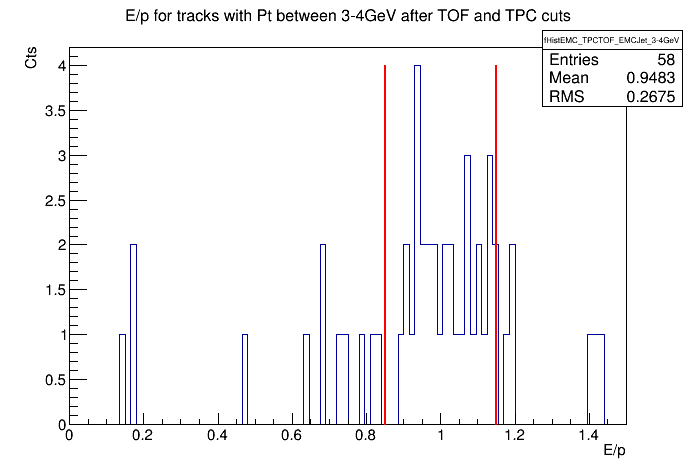 E/p for tracks with Pt between 3-4GeV after TOF and TPC cuts
fHistEMC_TPCTOF_EMCJet_3-4GeV
Entries 58
Mean 0.9483
RMS 0.2675
Cts
4
3.5
3
2.5
2
1.5
1
0.5
0
0 0.2 0.4 0.6 0.8 1 1.2 1.4
E/p